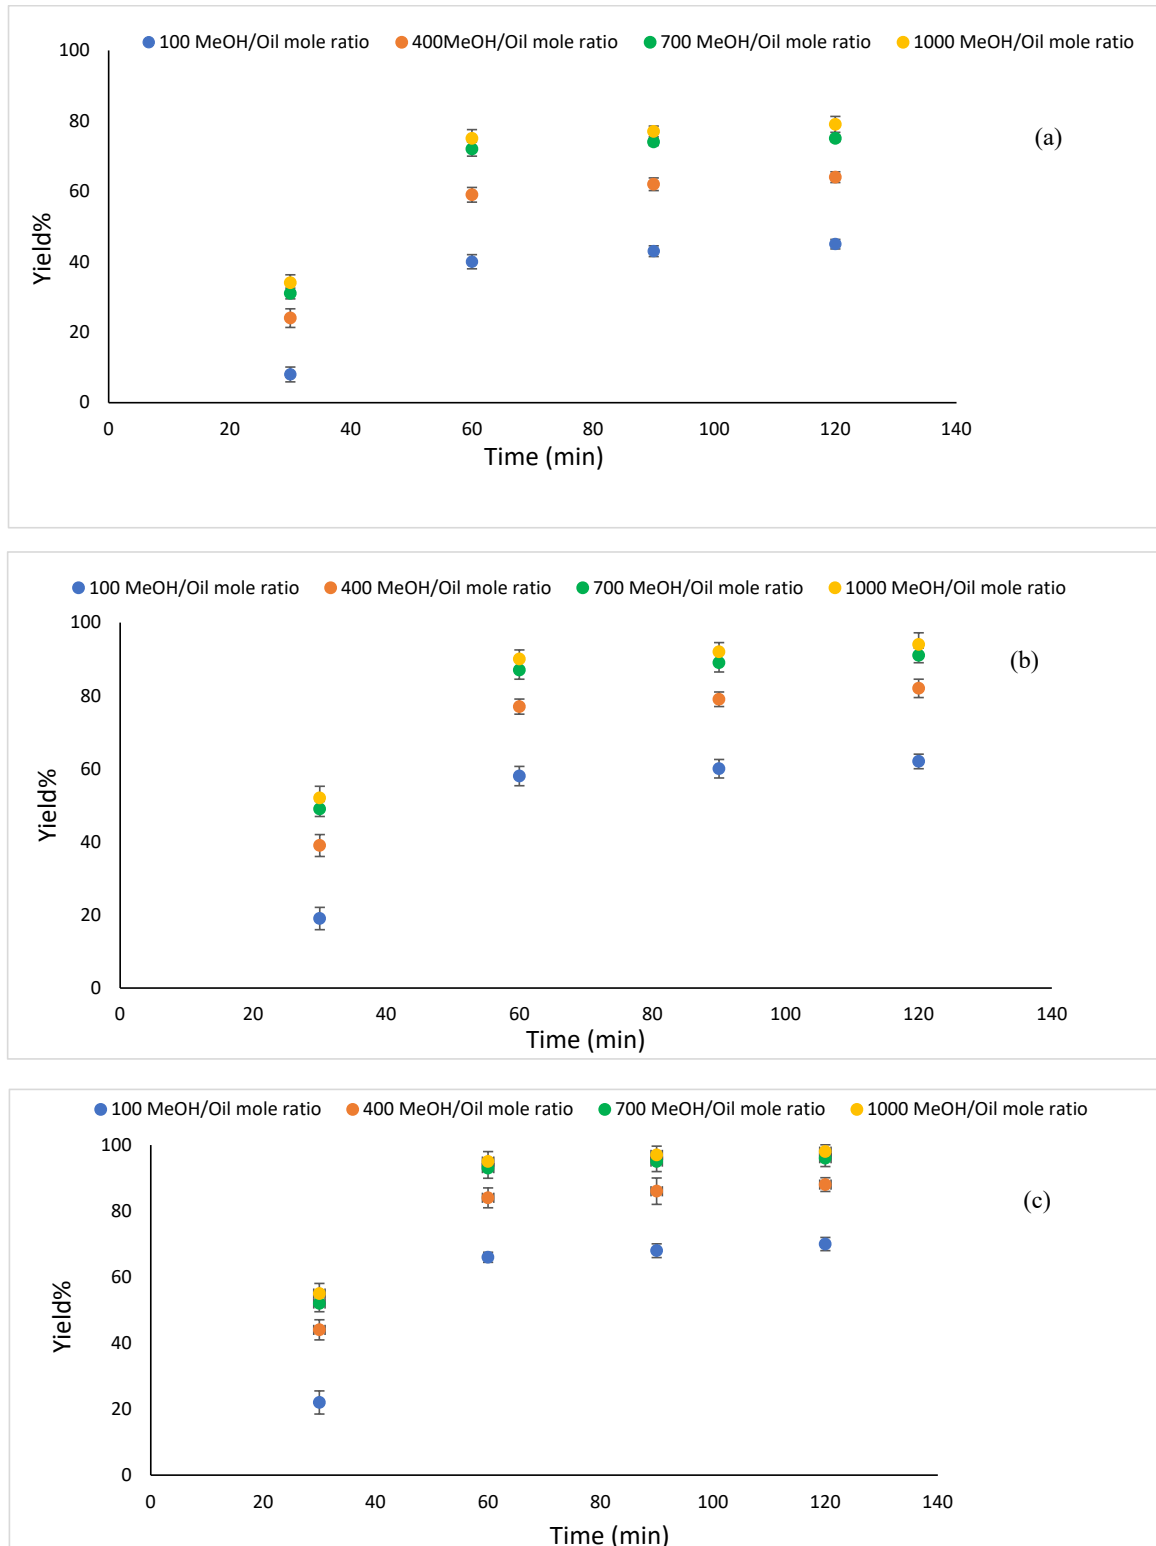 100 MeOH/Oil mole ratio 400MeOH/Oil mole ratio 700 MeOH/Oil mole ratio 1000 MeOH/Oil mole ratio
100
80
60
40
20
0
Yield%
(a)
0 20 40 60 80 100 120 140
Time (min)
100 MeOH/Oil mole ratio 400 MeOH/Oil mole ratio 700 MeOH/Oil mole ratio 1000 MeOH/Oil mole ratio
100
80
60
40
20
0
Yield%
(b)
0 20 40 60 80 100 120 140
Time (min)
100 MeOH/Oil mole ratio 400 MeOH/Oil mole ratio 700 MeOH/Oil mole ratio 1000 MeOH/Oil mole ratio
100
80
60
40
20
0
Yield%
(c)
0 20 40 60 80 100 120 140
Time (min)